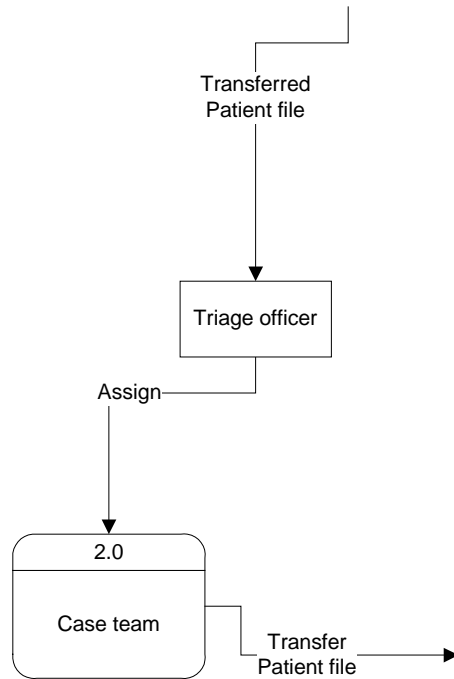 Transferred
Patient file
Triage officer
Assign
2.0
Case team
Transfer
Patient file